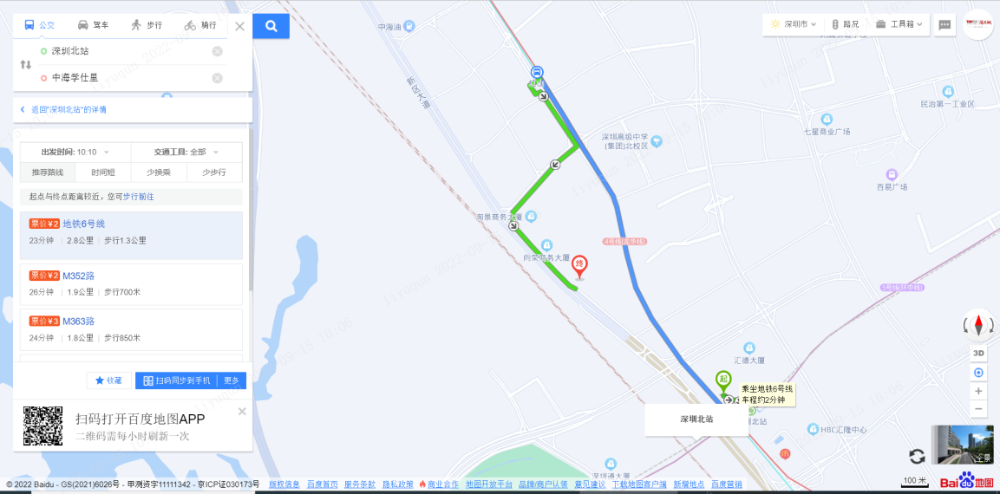 公交
驾车
步行
骑行
深圳北站
中海学仕里
返回"深圳北站"的详情
出发时间: 10:10
交通工具: 全部
推荐路线
时间短
少换乘
少步行
起点与终点距离较近，您可步行前往
票价¥2 地铁6号线
23分钟 | 2.8公里 | 步行1.3公里
票价¥2 M352路
26分钟 | 1.9公里 | 步行700米
票价¥3 M363路
24分钟 | 1.8公里 | 步行850米
收藏
扫码同步到手机
更多
扫码打开百度地图APP
二维码需每小时刷新一次
中海油
新区大道
深圳市
路况
工具箱
民治第一工业区
七星商业广场
深圳高级中学
(集团)北校区
百易广场
陶景商务大厦
向荣商务大厦
终
4号线(龙华线)
5号线(环中线)
汇德大厦
起
乘坐地铁6号线
车程约2分钟
深圳北站
圳北站
HBC汇隆中心
3D
全景
100 米
Bai du 地图
© 2022 Baidu - GS(2021)6026号 - 甲测资字11111342 - 京ICP证030173号
版权信息
百度首页
服务条款
隐私政策
商业合作
地图开放平台
品牌/商户认领
意见建议
下载地图客户端
新增地点
百度营销